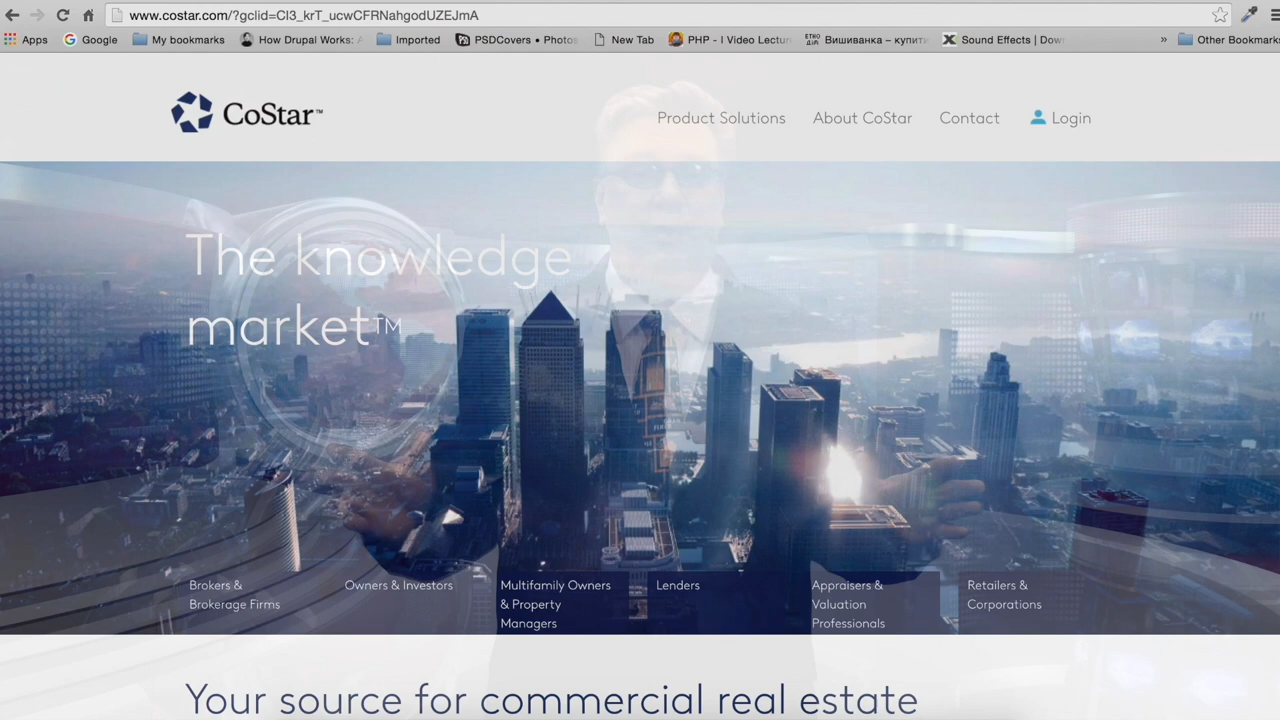 www.costar.com/?gclid=CI3_krT_ucwCFRNahgodUZEJmA
Apps Google My bookmarks How Drupal Works: A Imported PSDCovers • Photos New Tab PHP - I Video Lectur Вишиванка – купити Sound Effects | Dow » Other Bookmarks
CoStar™
Product Solutions About CoStar Contact Login
The knowledge
market™
Brokers &
Brokerage Firms
Owners & Investors
Multifamily Owners
& Property
Managers
Lenders
Appraisers &
Valuation
Professionals
Retailers &
Corporations
Your source for commercial real estate